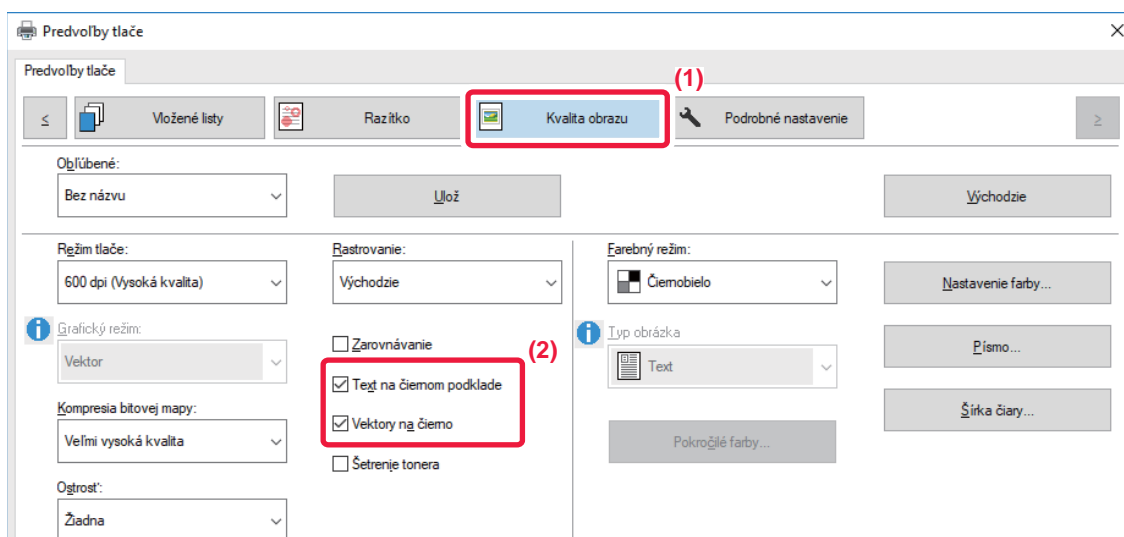 Predvoľby tlače
Predvoľby tlače
(1)
<
Vložené listy
Razítko
Kvalita obrazu
Podrobné nastavenie
>
Obľúbené:
Bez názvu
Ulož
Východzie
Režim tlače:
Rastrovanie:
Farebný režim:
600 dpi (Vysoká kvalita)
Východzie
Čiernobielo
Nastavenie farby...
Grafický režim:
Zarovnávanie
(2)
Typ obrázka
Vektor
Text na čiernom podklade
Text
Písmo...
Kompresia bitovej mapy:
Vektory na čierno
Šírka čiary...
Veľmi vysoká kvalita
Šetrenie tonera
Pokročilé farby...
Ostrosť:
Žiadna